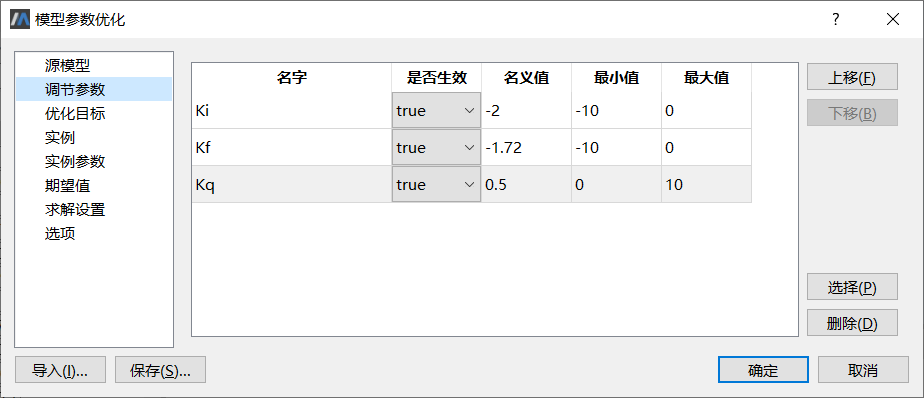 模型参数优化
源模型
调节参数
优化目标
实例
实例参数
期望值
求解设置
选项
名字 是否生效 名义值 最小值 最大值
Ki true -2 -10 0
Kf true -1.72 -10 0
Kq true 0.5 0 10
上移(F)
下移(B)
选择(P)
删除(D)
导入(I)... 保存(S)... 确定 取消